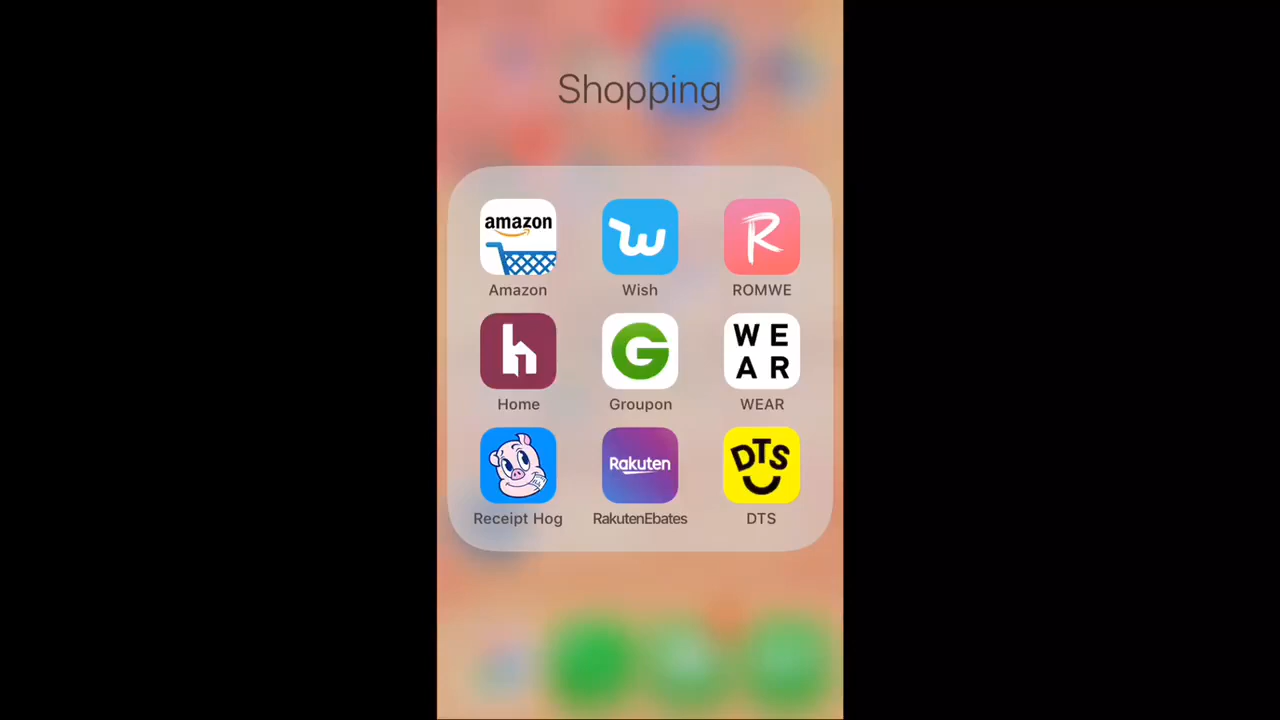 Shopping
amazon
Amazon
Wish
R
ROMWE
h
Home
G
Groupon
W E
A R
WEAR
Receipt Hog
Rakuten
RakutenEbates
DTS
DTS